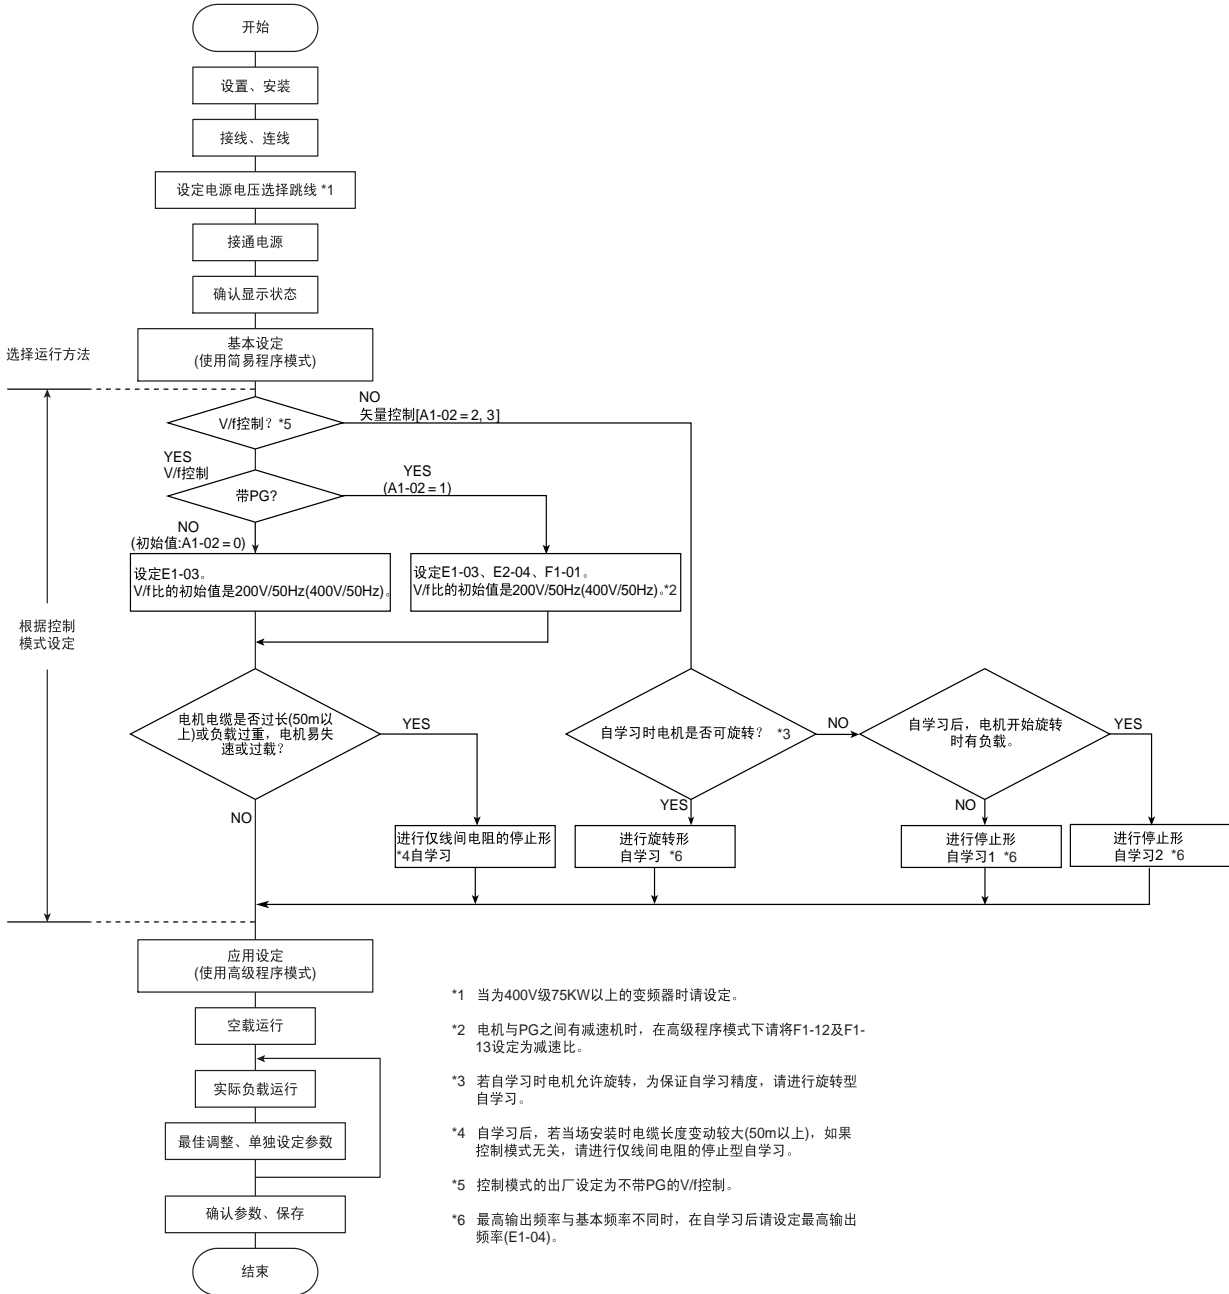 开始
设置、安装
接线、连线
设定电源电压选择跳线 *1
接通电源
确认显示状态
基本设定
(使用简易程序模式)
选择运行方法
NO
矢量控制[A1-02＝2, 3]
V/f控制？*5
YES
V/f控制
YES
(A1-02＝1)
带PG?
NO
(初始值:A1-02＝0)
设定E1-03。
V/f比的初始值是200V/50Hz(400V/50Hz)。
设定E1-03、E2-04、F1-01。
V/f比的初始值是200V/50Hz(400V/50Hz)。*2
根据控制
模式设定
电机电缆是否过长(50m以
上)或负载过重，电机易失
速或过载？
YES
NO
自学习时电机是否可旋转？ *3
NO
YES
自学习后，电机开始旋转
时有负载。
YES
NO
进行仅线间电阻的停止形
*4自学习
进行旋转形
自学习 *6
进行停止形
自学习1 *6
进行停止形
自学习2 *6
应用设定
(使用高级程序模式)
空载运行
实际负载运行
最佳调整、单独设定参数
确认参数、保存
结束
*1 当为400V级75KW以上的变频器时请设定。
*2 电机与PG之间有减速机时，在高级程序模式下请将F1-12及F1-
13设定为减速比。
*3 若自学习时电机允许旋转，为保证自学习精度，请进行旋转型
自学习。
*4 自学习后，若当场安装时电缆长度变动较大(50m以上)，如果
控制模式无关，请进行仅线间电阻的停止型自学习。
*5 控制模式的出厂设定为不带PG的V/f控制。
*6 最高输出频率与基本频率不同时，在自学习后请设定最高输出
频率(E1-04)。